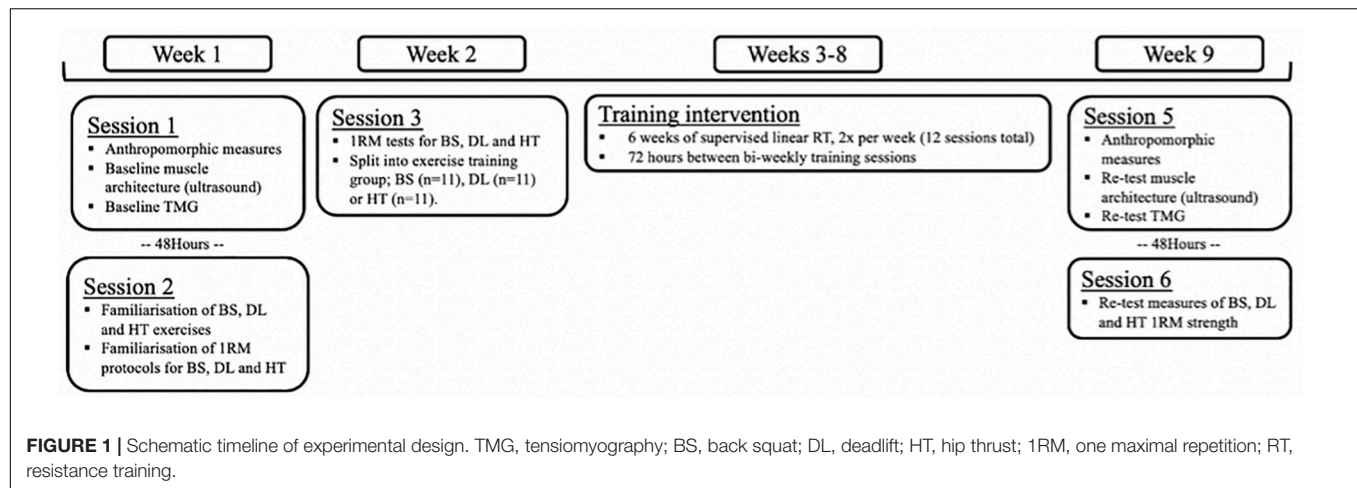 Week 1
Week 2
Weeks 3-8
Week 9
Session 1
▪ Anthropomorphic measures
▪ Baseline muscle
architecture (ultrasound)
▪ Baseline TMG
-- 48Hours --
Session 2
▪ Familiarisation of BS, DL
and HT exercises
▪ Familiarisation of 1RM
protocols for BS, DL and HT
Session 3
▪ 1RM tests for BS, DL and HT
▪ Split into exercise training
group; BS (n=11), DL (n=11)
or HT (n=11).
Training intervention
▪ 6 weeks of supervised linear RT, 2x per week (12 sessions total)
▪ 72 hours between bi-weekly training sessions
Session 5
▪ Anthropomorphic
measures
▪ Re-test muscle
architecture (ultrasound)
▪ Re-test TMG
-- 48Hours --
Session 6
▪ Re-test measures of BS, DL
and HT 1RM strength
FIGURE 1 | Schematic timeline of experimental design. TMG, tensiomyography; BS, back squat; DL, deadlift; HT, hip thrust; 1RM, one maximal repetition; RT,
resistance training.